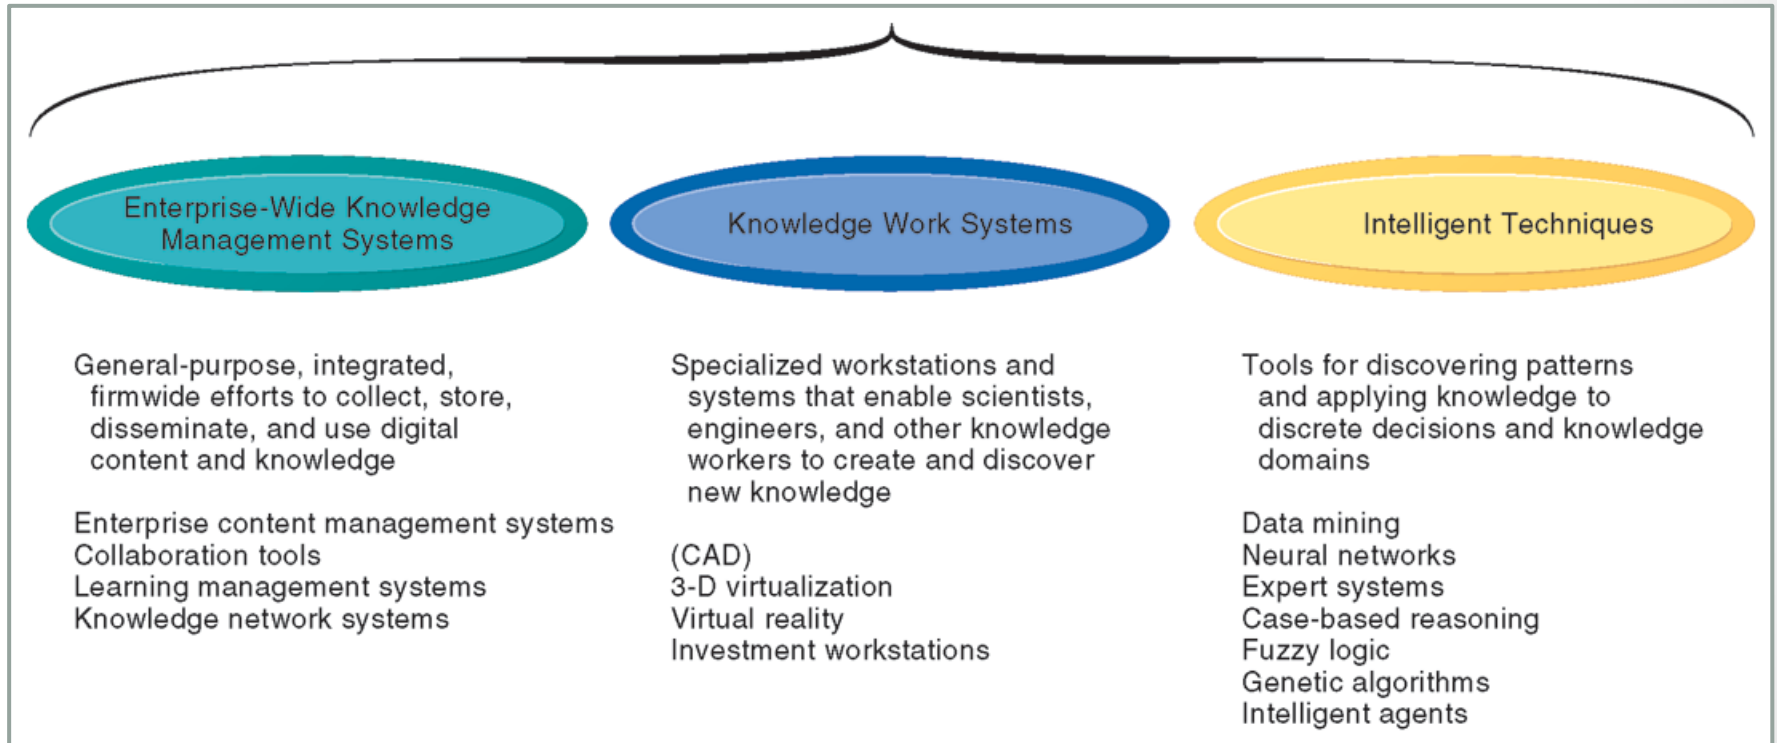 Enterprise-Wide Knowledge
Management Systems
Knowledge Work Systems
Intelligent Techniques
General-purpose, integrated,
firmwide efforts to collect, store,
disseminate, and use digital
content and knowledge
Enterprise content management systems
Collaboration tools
Learning management systems
Knowledge network systems
Specialized workstations and
systems that enable scientists,
engineers, and other knowledge
workers to create and discover
new knowledge
(CAD)
3-D virtualization
Virtual reality
Investment workstations
Tools for discovering patterns
and applying knowledge to
discrete decisions and knowledge
domains
Data mining
Neural networks
Expert systems
Case-based reasoning
Fuzzy logic
Genetic algorithms
Intelligent agents